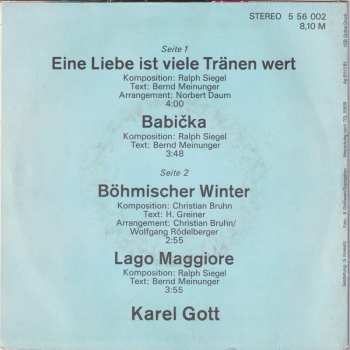 STEREO 5 56 002
8,10 M
Seite 1
Eine Liebe ist viele Tränen wert
Komposition: Ralph Siegel
Text: Bernd Meinunger
Arrangement: Norbert Daum
4:00
Babička
Komposition: Ralph Siegel
Text: Bernd Meinunger
3:48
Seite 2
Böhmischer Winter
Komposition: Christian Bruhn
Text: H. Greiner
Arrangement: Christian Bruhn/
Wolfgang Rödelberger
2:55
Lago Maggiore
Komposition: Ralph Siegel
Text: Bernd Meinunger
3:55
Karel Gott